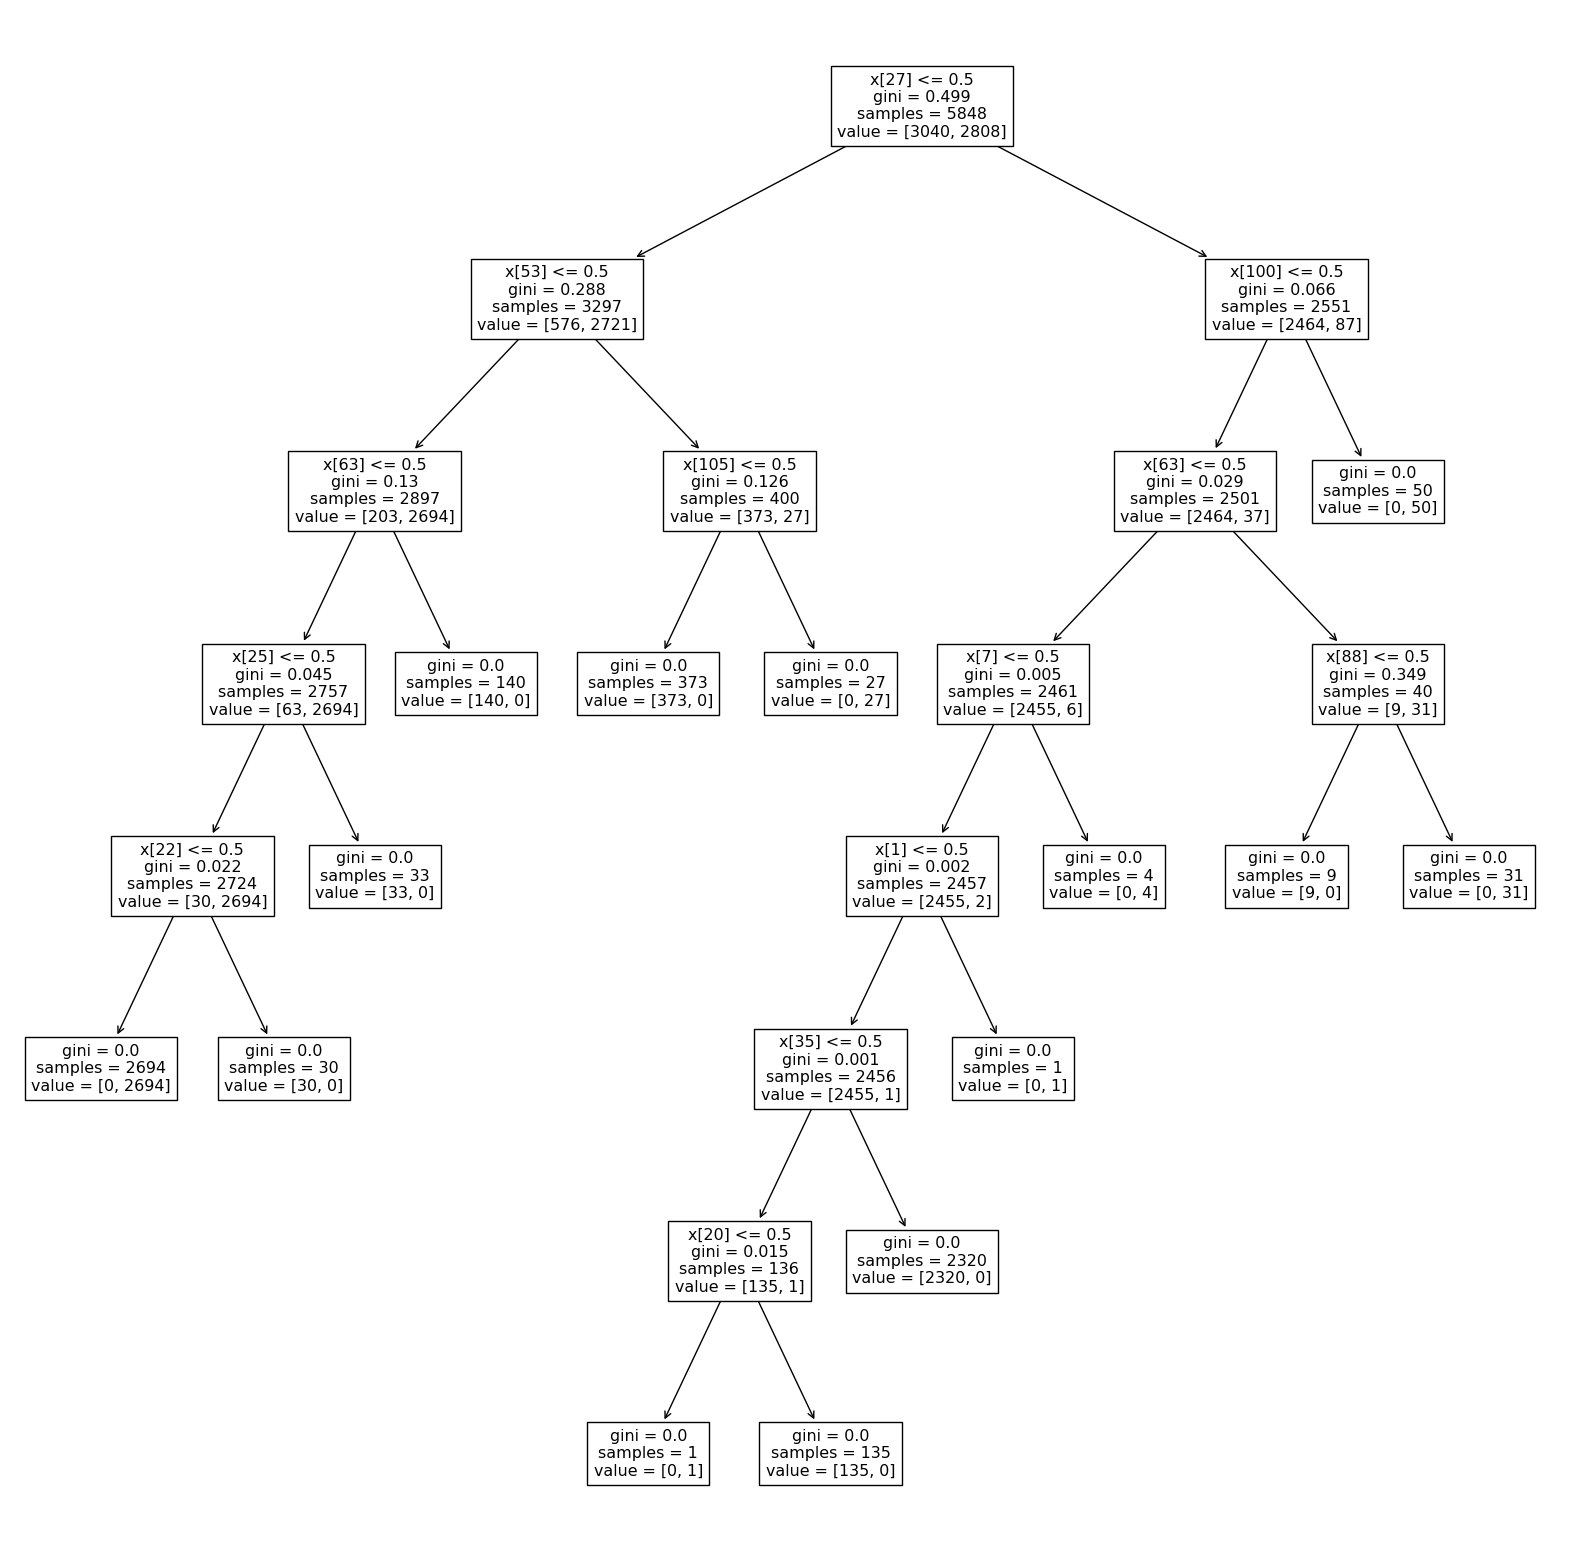 x[27] <= 0.5
gini = 0.499
samples = 5848
value = [3040, 2808]
x[53] <= 0.5
gini = 0.288
samples = 3297
value = [576, 2721]
x[100] <= 0.5
gini = 0.066
samples = 2551
value = [2464, 87]
x[63] <= 0.5
gini = 0.13
samples = 2897
value = [203, 2694]
x[105] <= 0.5
gini = 0.126
samples = 400
value = [373, 27]
x[63] <= 0.5
gini = 0.029
samples = 2501
value = [2464, 37]
gini = 0.0
samples = 50
value = [0, 50]
x[25] <= 0.5
gini = 0.045
samples = 2757
value = [63, 2694]
gini = 0.0
samples = 140
value = [140, 0]
gini = 0.0
samples = 373
value = [373, 0]
gini = 0.0
samples = 27
value = [0, 27]
x[7] <= 0.5
gini = 0.005
samples = 2461
value = [2455, 6]
x[88] <= 0.5
gini = 0.349
samples = 40
value = [9, 31]
x[22] <= 0.5
gini = 0.022
samples = 2724
value = [30, 2694]
gini = 0.0
samples = 33
value = [33, 0]
x[1] <= 0.5
gini = 0.002
samples = 2457
value = [2455, 2]
gini = 0.0
samples = 4
value = [0, 4]
gini = 0.0
samples = 9
value = [9, 0]
gini = 0.0
samples = 31
value = [0, 31]
gini = 0.0
samples = 2694
value = [0, 2694]
gini = 0.0
samples = 30
value = [30, 0]
x[35] <= 0.5
gini = 0.001
samples = 2456
value = [2455, 1]
gini = 0.0
samples = 1
value = [0, 1]
x[20] <= 0.5
gini = 0.015
samples = 136
value = [135, 1]
gini = 0.0
samples = 2320
value = [2320, 0]
gini = 0.0
samples = 1
value = [0, 1]
gini = 0.0
samples = 135
value = [135, 0]